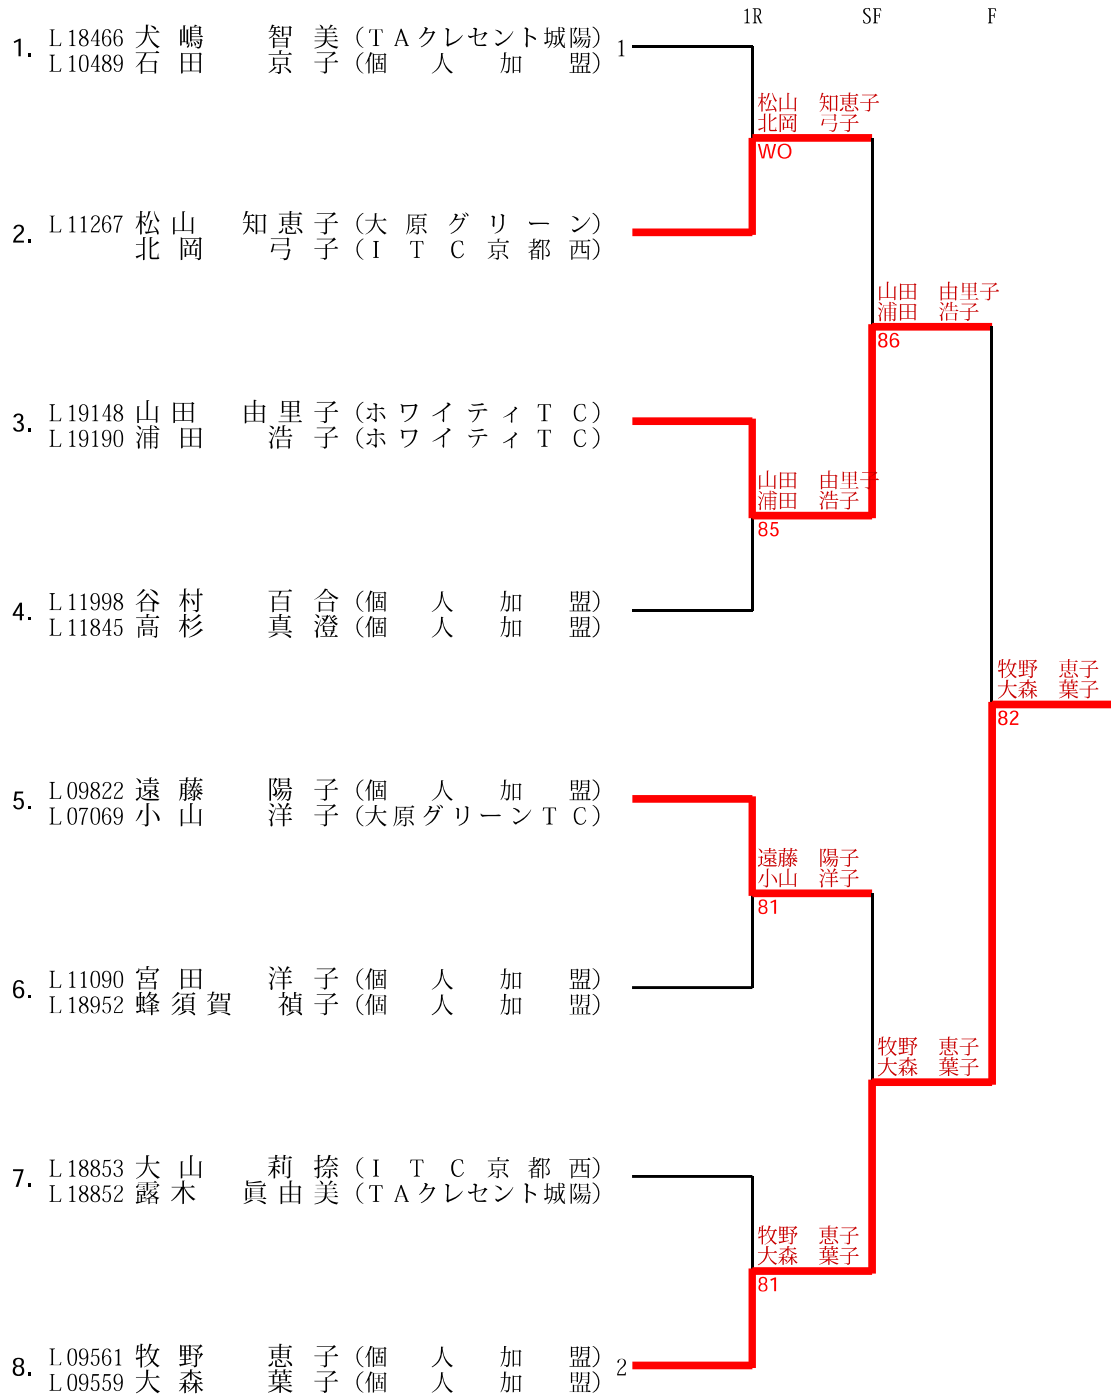 1R SF F
1. L18466 犬嶋 智美 (TAクレセント城陽) 1
L10489 石田 京子 (個人加盟)
松山 知恵子
北岡 弓子
WO
2. L11267 松山 知恵子 (大原グリーン)
北岡 弓子 (ITC京都西)
山田 由里子
浦田 浩子
86
3. L19148 山田 由里子 (ホワイティTC)
L19190 浦田 浩子 (ホワイティTC)
山田 由里子
浦田 浩子
85
4. L11998 谷村 百合 (個人加盟)
L11845 高杉 真澄 (個人加盟)
牧野 恵子
大森 葉子
82
5. L09822 遠藤 陽子 (個人加盟)
L07069 小山 洋子 (大原グリーンTC)
遠藤 陽子
小山 洋子
81
6. L11090 宮田 洋子 (個人加盟)
L18952 蜂須賀 禎子 (個人加盟)
牧野 恵子
大森 葉子
7. L18853 大山 莉捺 (ITC京都西)
L18852 露木 眞由美 (TAクレセント城陽)
牧野 恵子
大森 葉子
81
8. L09561 牧野 恵子 (個人加盟) 2
L09559 大森 葉子 (個人加盟)